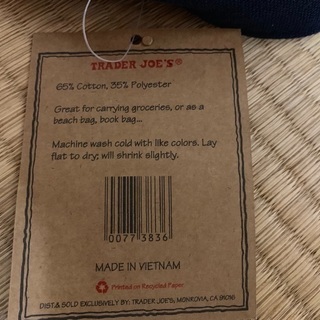 TRADER JOE'S®
65% Cotton, 35% Polyester
Great for carrying groceries, or as a
beach bag, book bag...
Machine wash cold with like colors. Lay
flat to dry; will shrink slightly.
0077 3836
MADE IN VIETNAM
Printed on Recycled Paper
DIST. & SOLD EXCLUSIVELY BY: TRADER JOE'S, MONROVIA, CA 91016